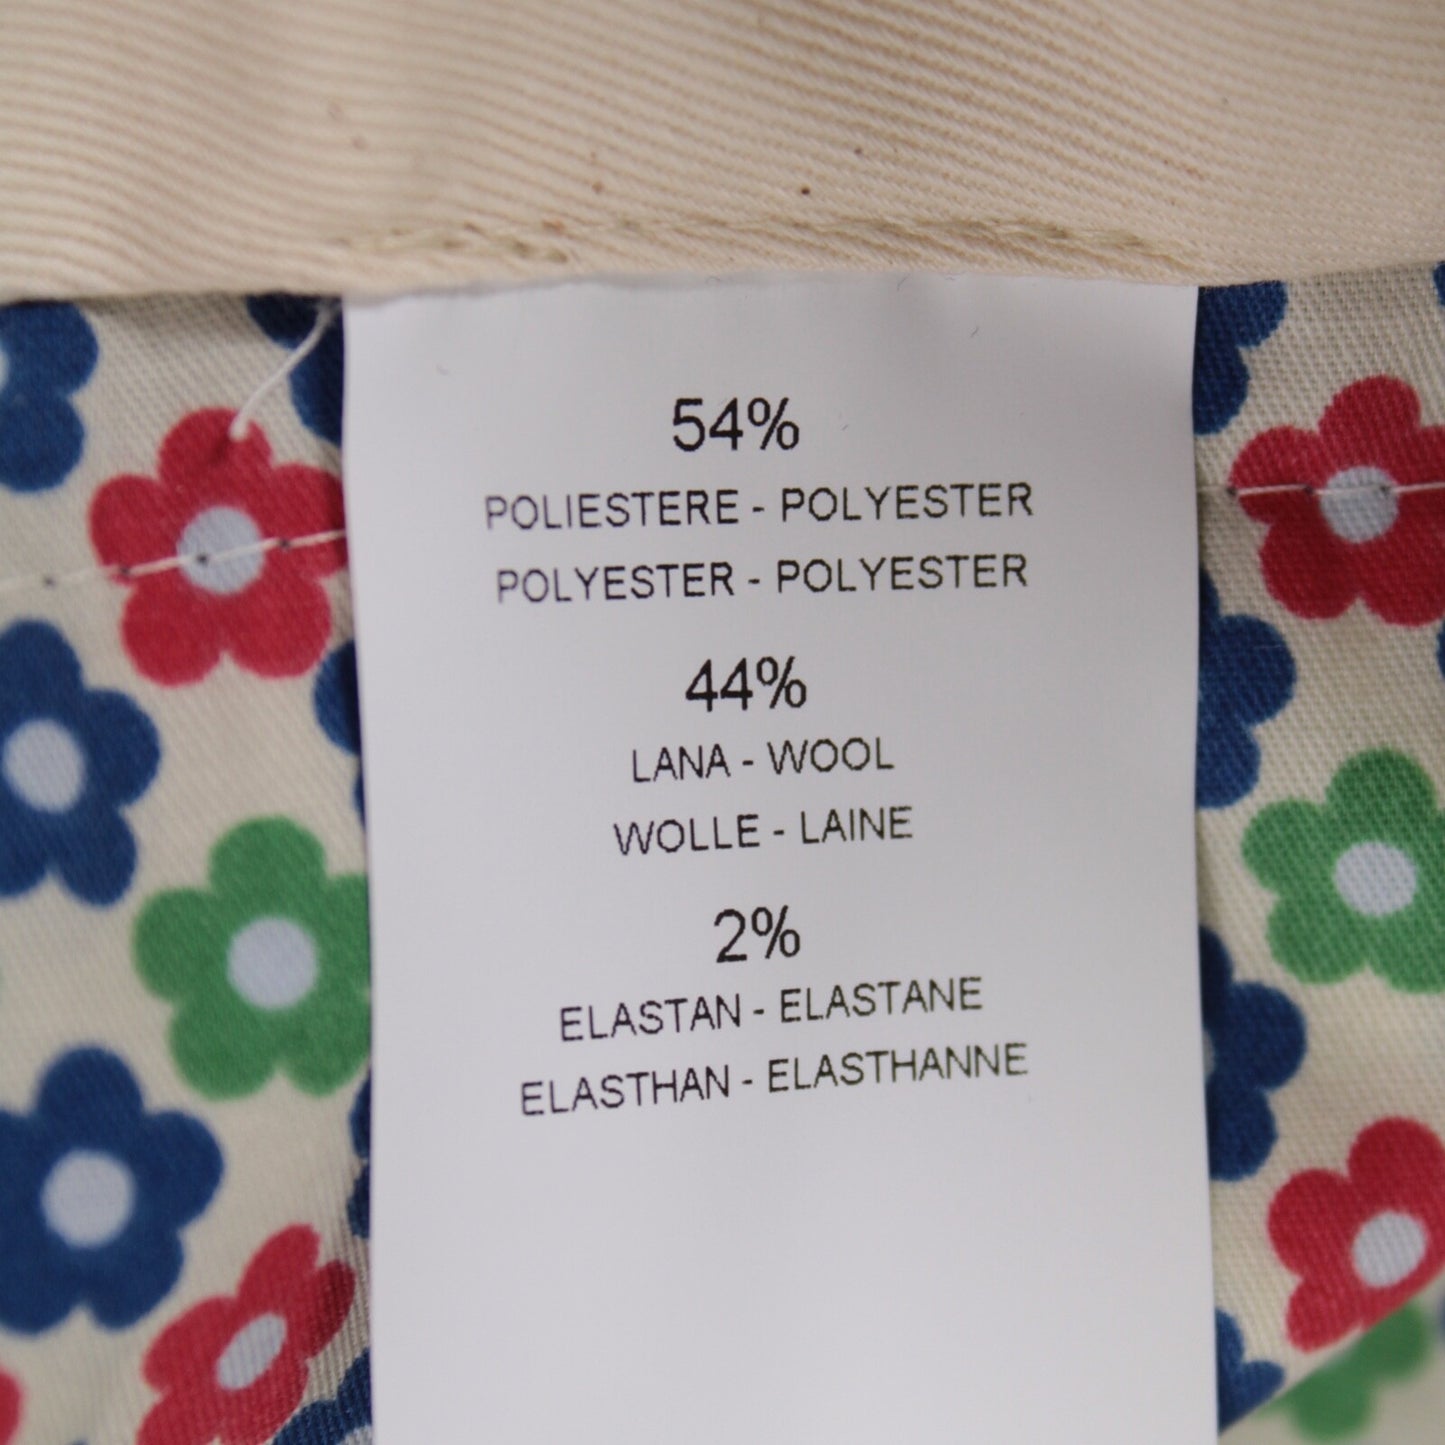 54%
POLIESTERE - POLYESTER
POLYESTER - POLYESTER
44%
LANA - WOOL
WOLLE - LAINE
2%
ELASTAN - ELASTANE
ELASTHAN - ELASTHANNE